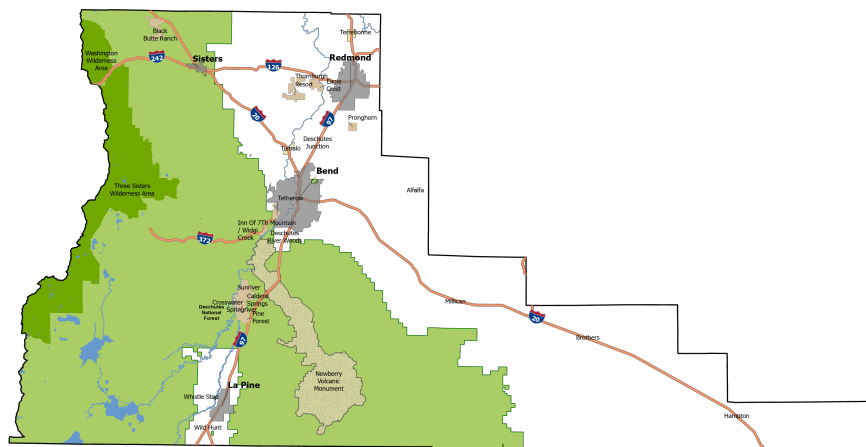 Black
Butte Ranch
Terrebonne
Washington
Wilderness
Area
242
Sisters
Redmond
126
Thornburgh
Resort
Eagle
Crest
20
97
Pronghorn
Deschutes
Junction
Tumalo
Bend
Three Sisters
Wilderness Area
Tetherow
Alfalfa
Inn Of 7Th Mountain
/ Widgi
Creek
372
Deschutes
River Woods
Sunriver
Caldera
Springs
Crosswater
Springriver
Deschutes
National
Forest
Pine
Forest
Millican
20
Brothers
97
Newberry
Volcanic
Monument
La Pine
Whistle Stop
Wild Hunt
Hampton